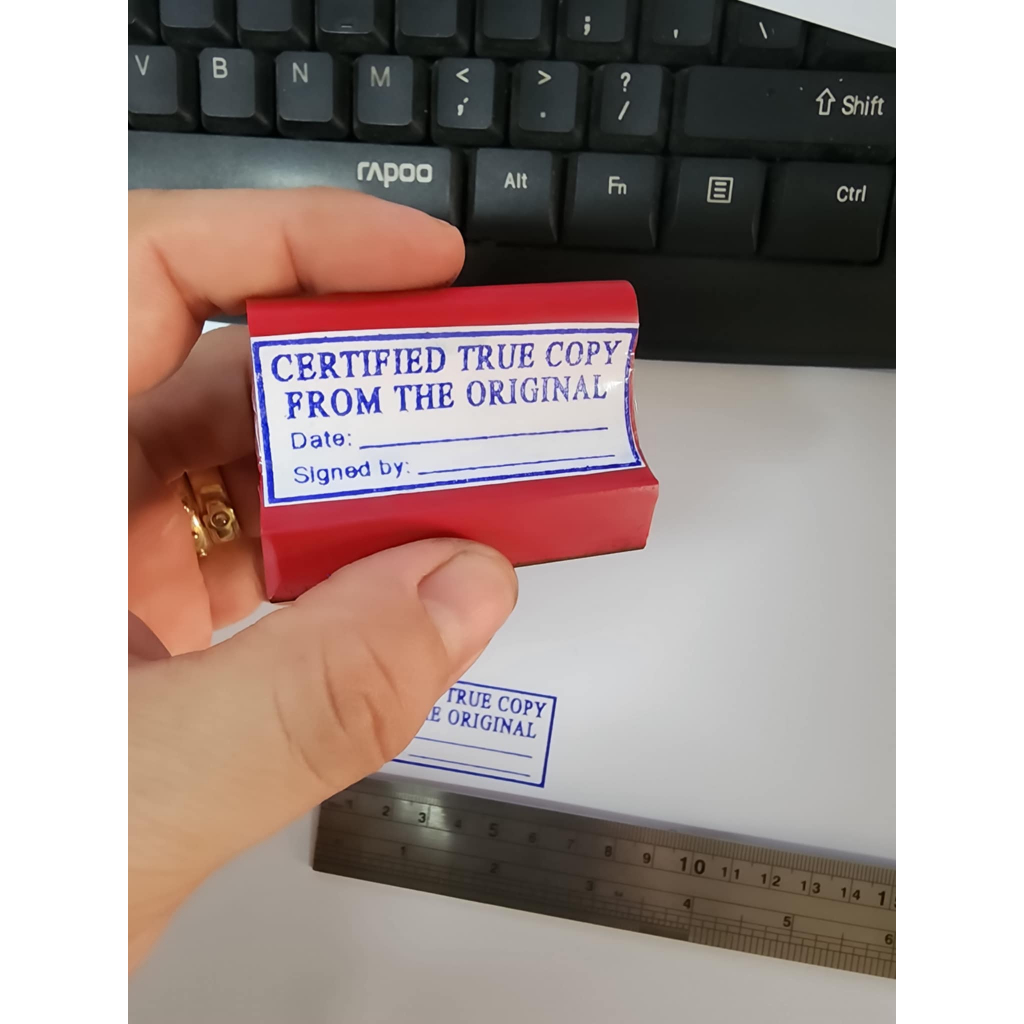 ; , \
V B N M < , > . ? / Shift
rapoo Alt Fn Ctrl
CERTIFIED TRUE COPY
FROM THE ORIGINAL
Date:
Signed by:
TRUE COPY
ORIGINAL
1 2 3 4 5 6 7 8 9 10 11 12 13 14
1 2 3 4 5 6